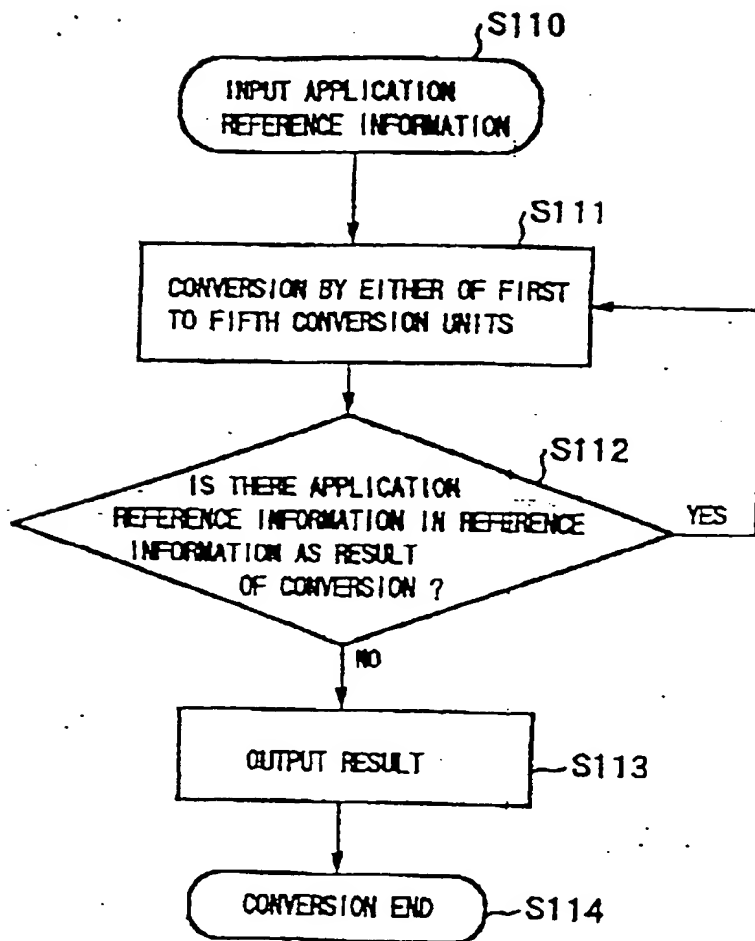 S110
INPUT APPLICATION
REFERENCE INFORMATION
S111
CONVERSION BY EITHER OF FIRST
TO FIFTH CONVERSION UNITS
S112
IS THERE APPLICATION
REFERENCE INFORMATION IN REFERENCE
INFORMATION AS RESULT
OF CONVERSION ?
YES
NO
OUTPUT RESULT
S113
CONVERSION END
S114